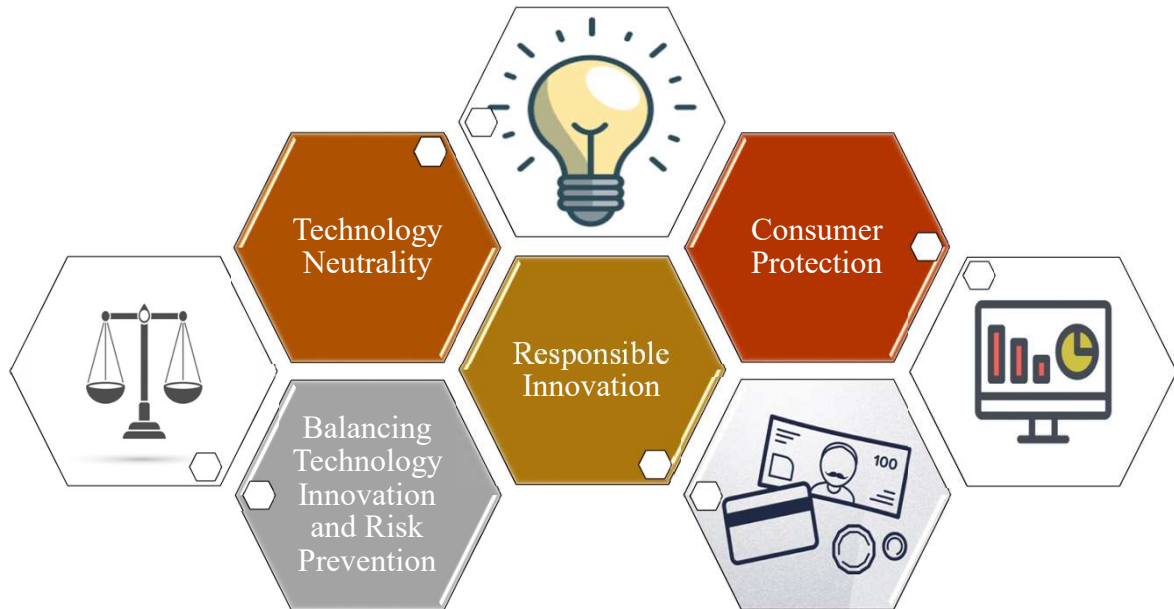 Technology
Neutrality
Consumer
Protection
Responsible
Innovation
Balancing
Technology
Innovation
and Risk
Prevention
100